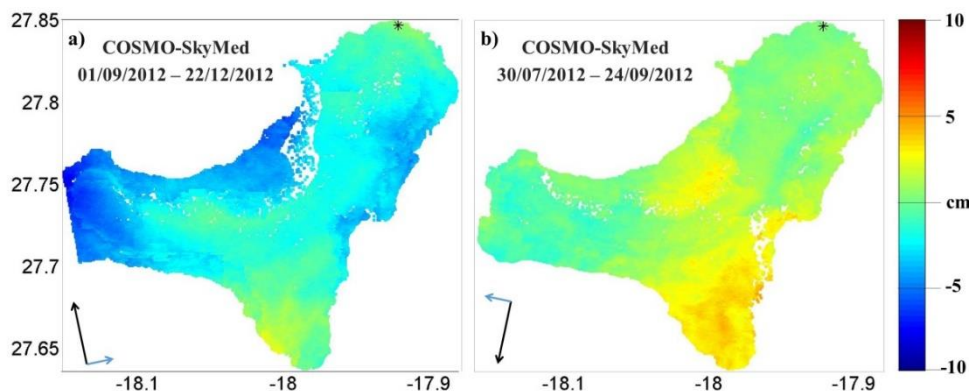 27.85
27.8
27.75
27.7
27.65
a)
COSMO-SkyMed
01/09/2012 – 22/12/2012
-18.1
-18
-17.9
b)
COSMO-SkyMed
30/07/2012 – 24/09/2012
-18.1
-18
-17.9
10
5
cm
-5
-10